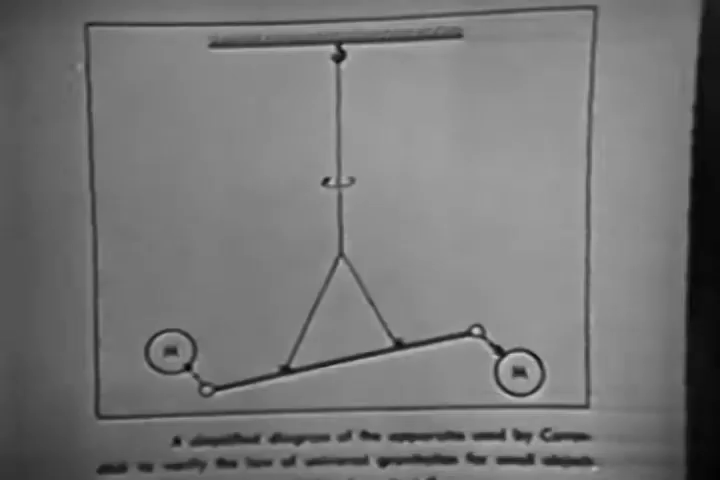 M
M
A simplified diagram of the apparatus used by Caven-
dish to verify the law of universal gravitation for small objects